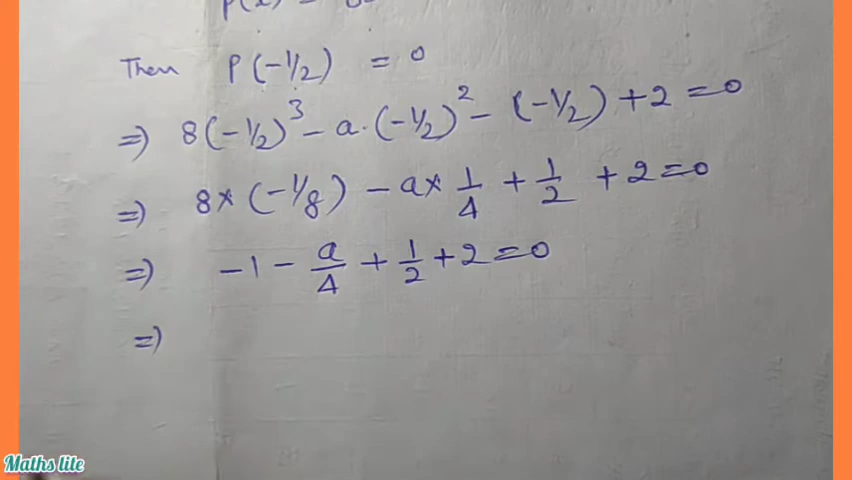 Then P(-1/2) = 0
=) 8(-1/2)³ - a.(-1/2)² - (-1/2) + 2 = 0
=) 8 * (-1/8) - a * 1/4 + 1/2 + 2 = 0
=) -1 - a/4 + 1/2 + 2 = 0
=)
Maths lite